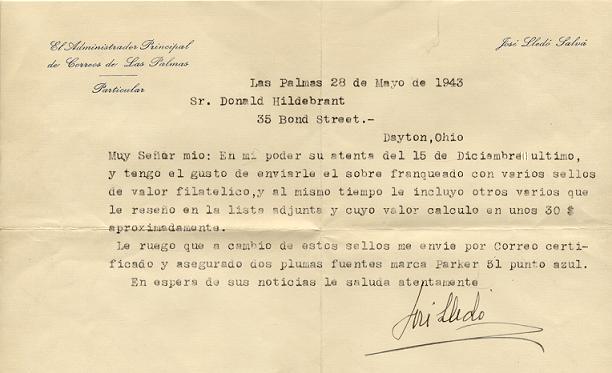 El Administrador Principal
de Correos de Las Palmas
Particular
José Lledó Salvá
Las Palmas 28 de Mayo de 1943
Sr. Donald Hildebrant
35 Bond Street.-
Dayton,Ohio
Muy Señor mio: En mi poder su atenta del 15 de Diciembre ultimo,
y tengo el gusto de enviarle el sobre franqueado con varios sellos
de valor filatelico,y al mismo tiempo le incluyo otros varios que
le reseño en la lista adjunta y cuyo valor calculo en unos 30 $
aproximadamente.
Le ruego que a cambio de estos sellos me envie por Correo certi-
ficado y asegurado dos plumas fuentes marca Parker 51 punto azul.
En espera de sus noticias le saluda atentamente
José Lledó